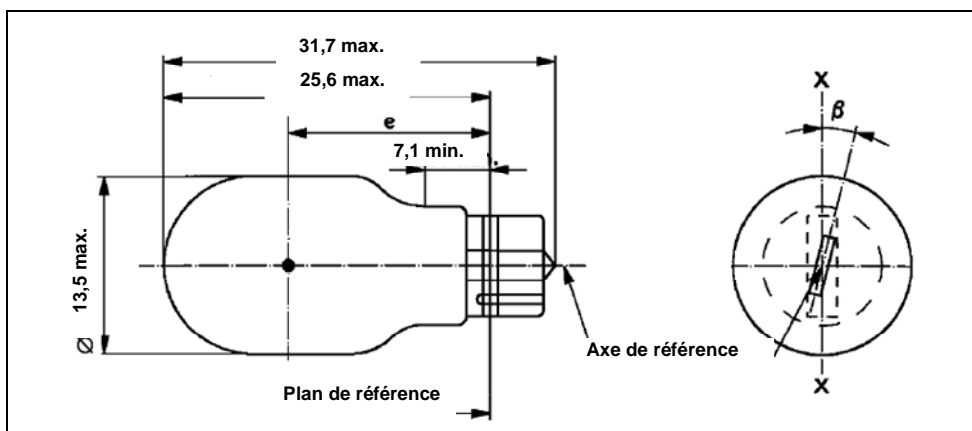 31,7 max.
25,6 max.
e
7,1 min.
Ø 13,5 max.
Axe de référence
Plan de référence
X
β
X